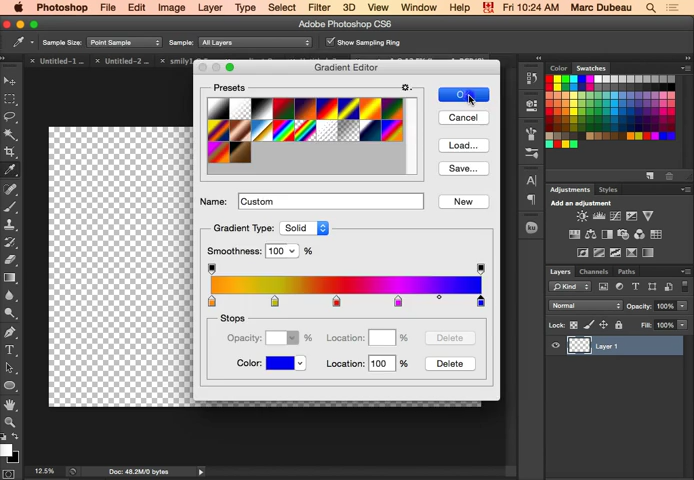 Photoshop File Edit Image Layer Type Select Filter 3D View Window Help Fri 10:24 AM Marc Dubeau
Adobe Photoshop CS6
Sample Size: Point Sample Sample: All Layers Show Sampling Ring
× Untitled-1 ... × Untitled-2 ... × smily1
Gradient Editor
Presets
Cancel
Load...
Save...
Name: Custom New
Gradient Type: Solid
Smoothness: 100 %
Stops
Opacity: % Location: % Delete
Color: Location: 100 % Delete
12.5% Doc: 48.2M/0 bytes
Color Swatches
Adjustments Styles
Add an adjustment
Layers Channels Paths
Kind
Normal Opacity: 100%
Lock: Fill: 100%
Layer 1